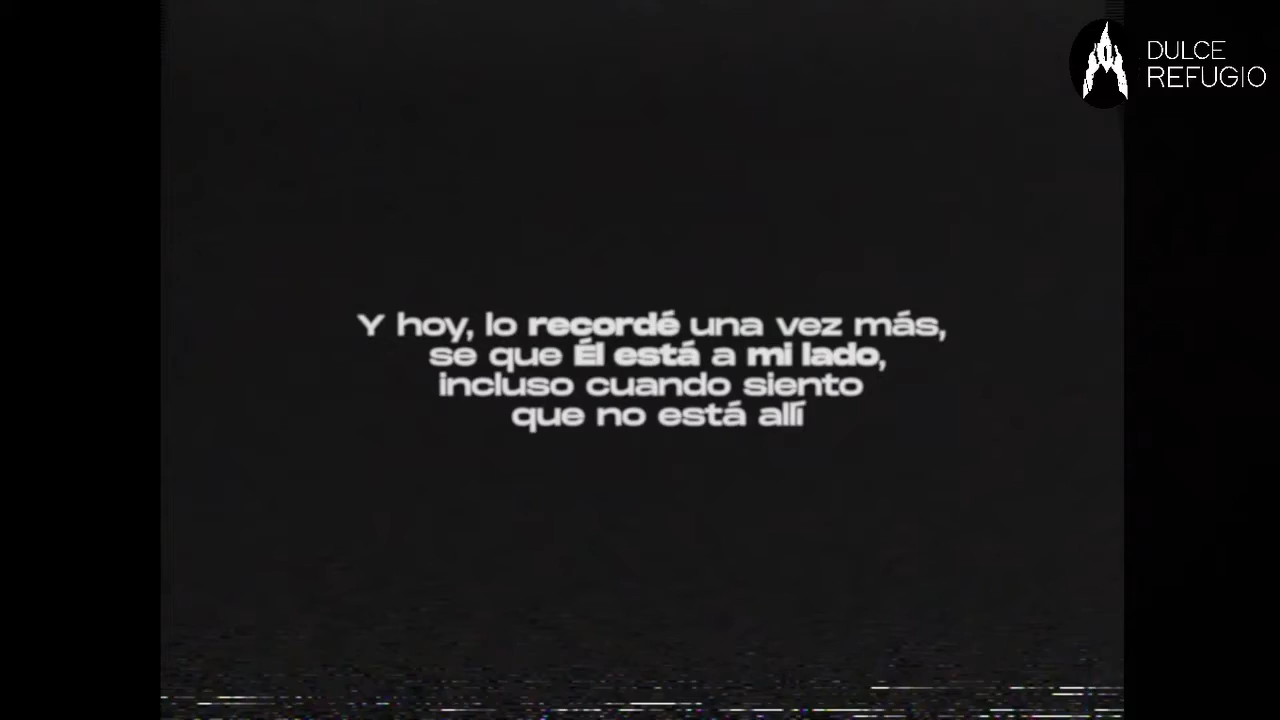 DULCE
REFUGIO
Y hoy, lo recordé una vez más,
se que Él está a mi lado,
incluso cuando siento
que no está allí